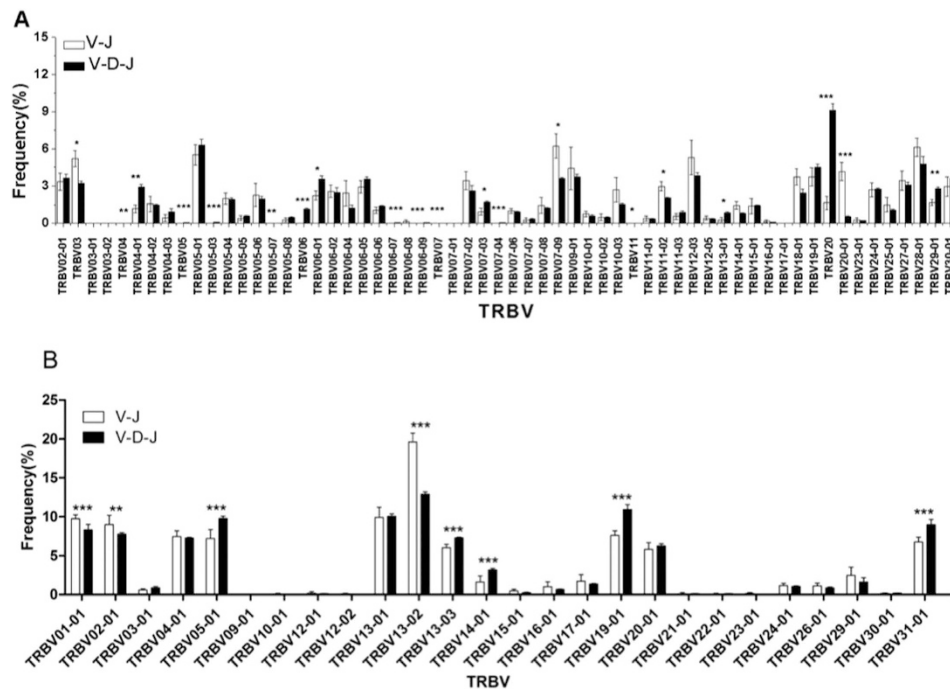 A
15
V-J
V-D-J
12
9
6
3
0
Frequency(%)
* ** *** *** ** *** * *** *** *** * *** * * * * *** *** **
TRBV02-01 TRBV03 TRBV03-01 TRBV03-02 TRBV04 TRBV04-01 TRBV04-02 TRBV04-03 TRBV05 TRBV05-01 TRBV05-03 TRBV05-04 TRBV05-05 TRBV05-06 TRBV05-07 TRBV05-08 TRBV06 TRBV06-01 TRBV06-02 TRBV06-04 TRBV06-05 TRBV06-06 TRBV06-07 TRBV06-08 TRBV06-09 TRBV07 TRBV07-01 TRBV07-02 TRBV07-03 TRBV07-04 TRBV07-06 TRBV07-07 TRBV07-08 TRBV07-09 TRBV09-01 TRBV10-01 TRBV10-02 TRBV10-03 TRBV11 TRBV11-01 TRBV11-02 TRBV11-03 TRBV12-03 TRBV12-05 TRBV13-01 TRBV14-01 TRBV15-01 TRBV16-01 TRBV17-01 TRBV18-01 TRBV19-01 TRBV20 TRBV20-01 TRBV23-01 TRBV24-01 TRBV25-01 TRBV27-01 TRBV28-01 TRBV29-01
TRBV
B
25
V-J
V-D-J
20
15
10
5
0
Frequency(%)
*** ** *** *** *** *** *** ***
TRBV01-01 TRBV02-01 TRBV03-01 TRBV04-01 TRBV05-01 TRBV09-01 TRBV10-01 TRBV12-01 TRBV12-02 TRBV13-01 TRBV13-02 TRBV13-03 TRBV14-01 TRBV15-01 TRBV16-01 TRBV17-01 TRBV19-01 TRBV20-01 TRBV21-01 TRBV22-01 TRBV23-01 TRBV24-01 TRBV26-01 TRBV29-01 TRBV30-01 TRBV31-01
TRBV